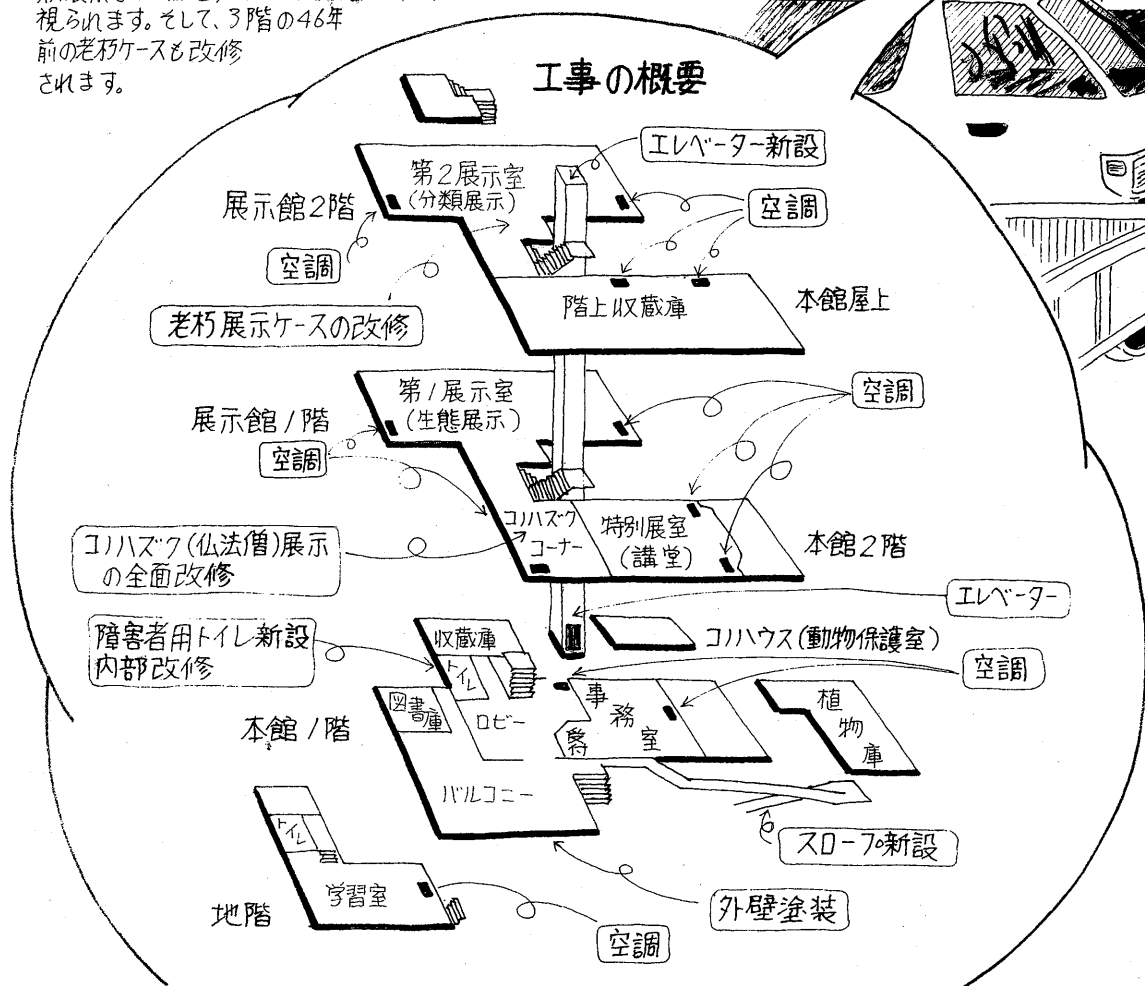 視られます。そして、3階の46年
前の老朽ケースも改修
されます。
工事の概要
エレベーター新設
第2展示室
(分類展示)
展示館2階
空調
空調
老朽展示ケースの改修
階上収蔵庫
本館屋上
第1展示室
(生態展示)
展示館1階
空調
空調
コノハズク(仏法僧)展示
の全面改修
コノハズク
コーナー
特別展室
(講堂)
本館2階
エレベーター
障害者用トイレ新設
内部改修
収蔵庫
トイレ
コノハウス(動物保護室)
空調
図書庫
ロビー
事務室
植物庫
本館1階
バルコニー
スロープ新設
トイレ
学習室
地階
外壁塗装
空調